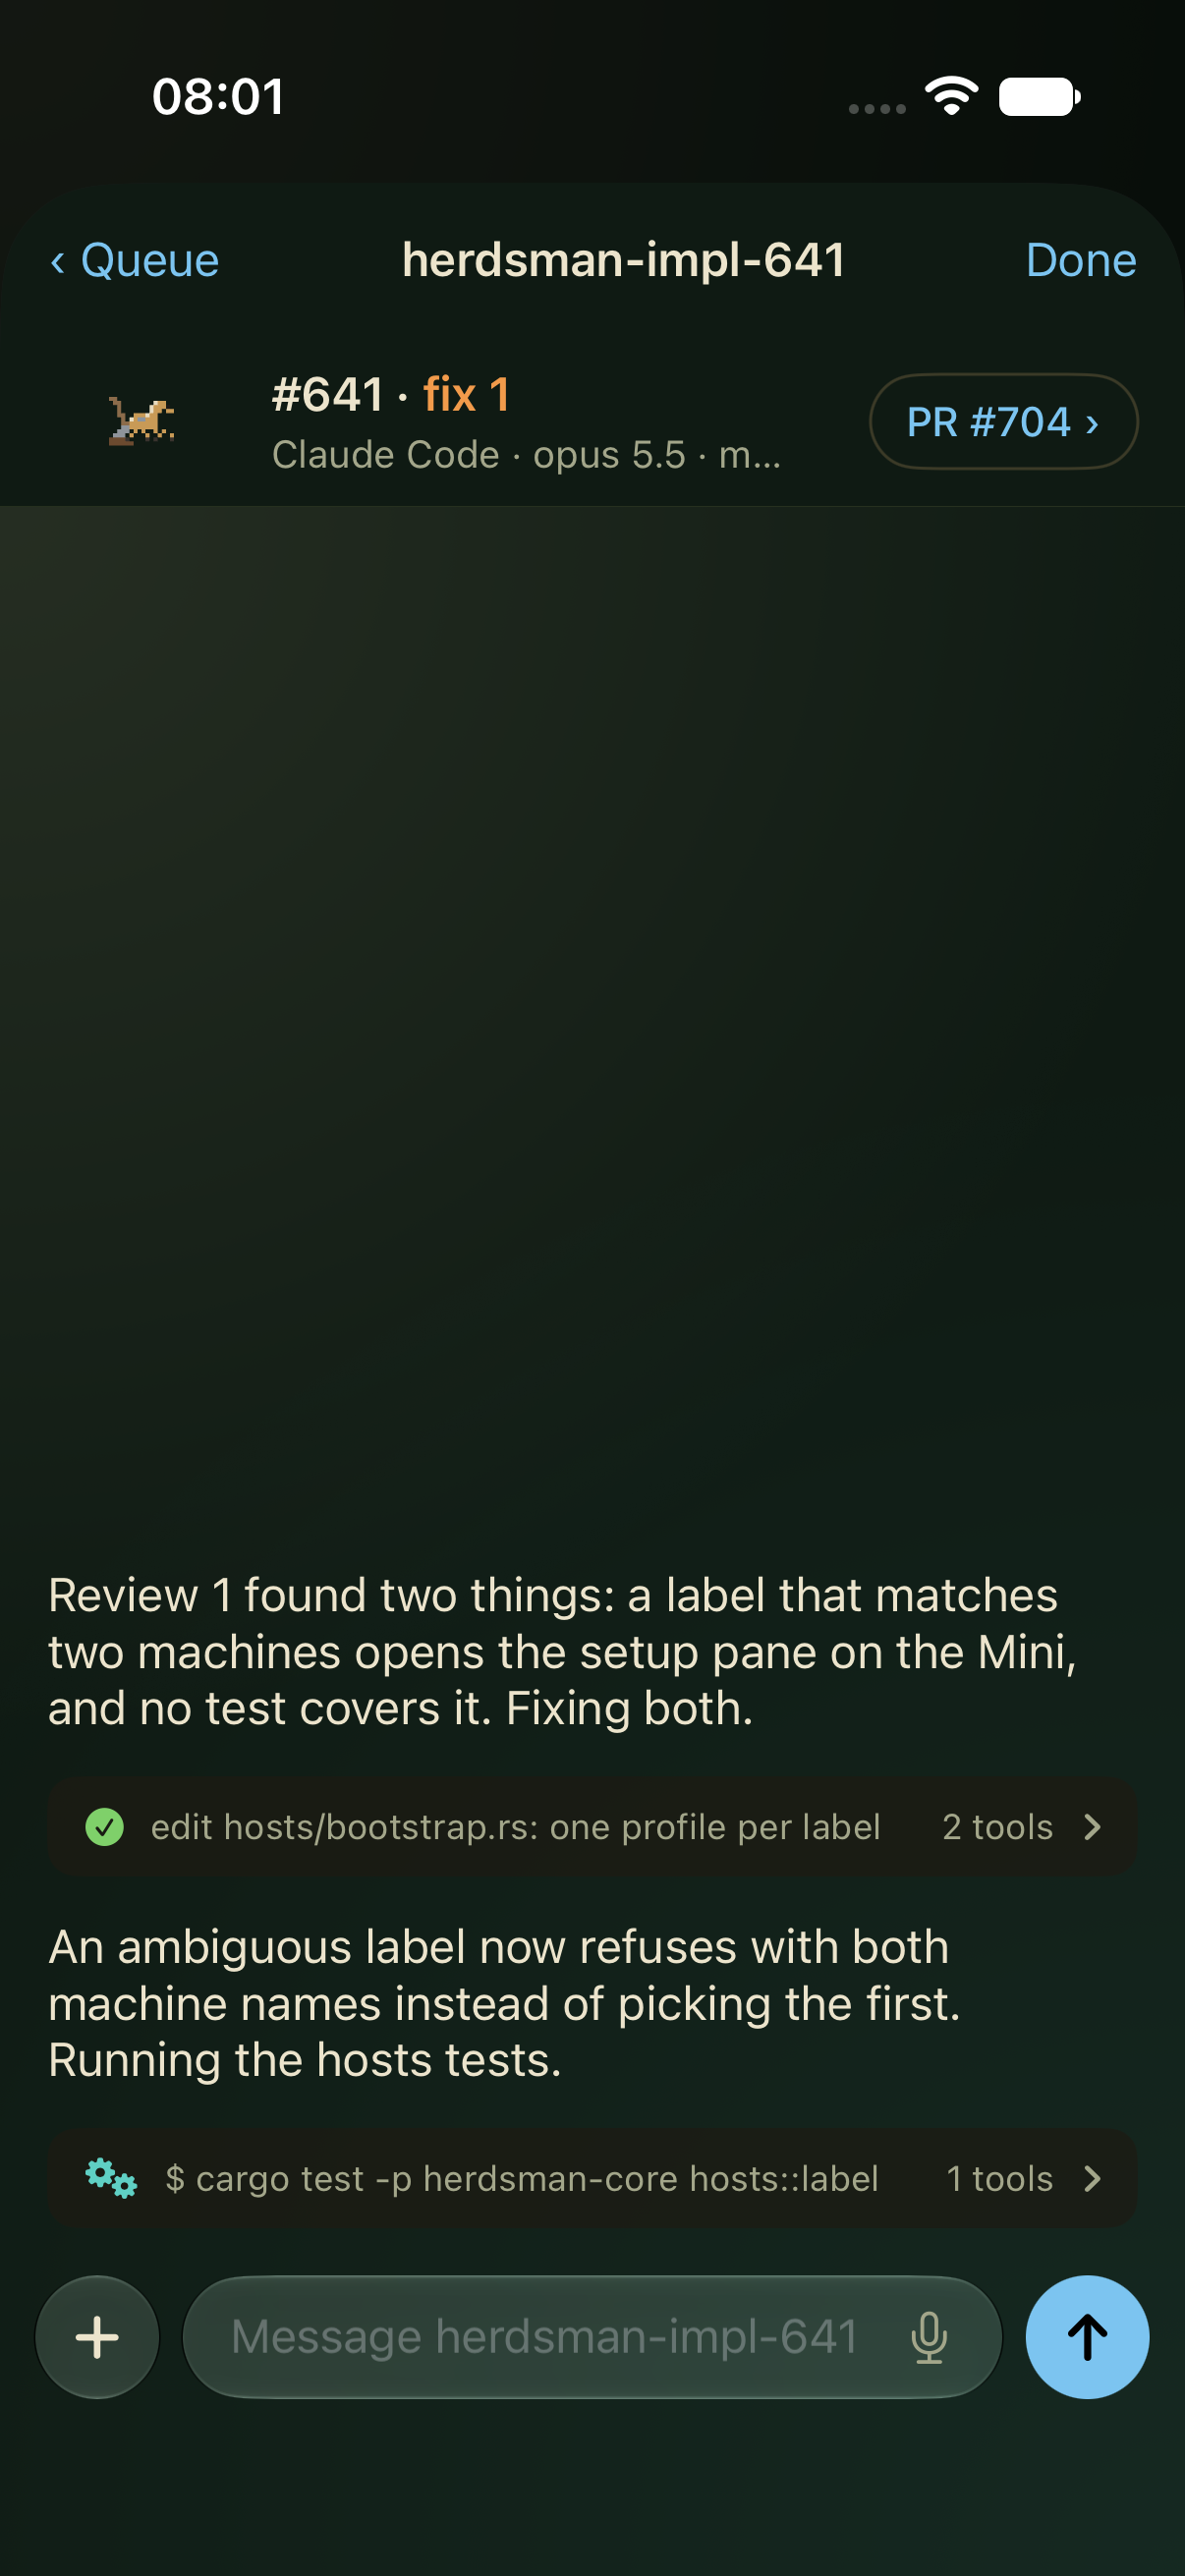 08:01
‹ Queue
herdsman-impl-641
Done
#641 · fix 1
Claude Code · opus 5.5 · m...
PR #704 ›
Review 1 found two things: a label that matches
two machines opens the setup pane on the Mini,
and no test covers it. Fixing both.
edit hosts/bootstrap.rs: one profile per label
2 tools
An ambiguous label now refuses with both
machine names instead of picking the first.
Running the hosts tests.
$ cargo test -p herdsman-core hosts::label
1 tools
Message herdsman-impl-641